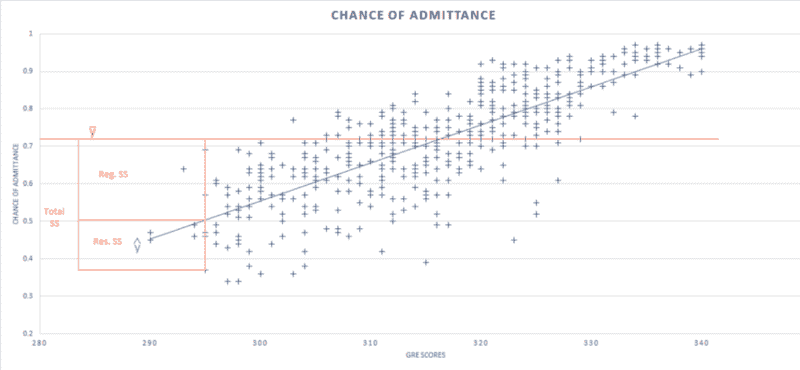 CHANCE OF ADMITTANCE
1
0.9
0.8
0.7
0.6
0.5
0.4
0.3
0.2
CHANCE OF ADMITTANCE
Reg. SS
Total
SS
Res. SS
280
290
300
310
320
330
340
GRE SCORES